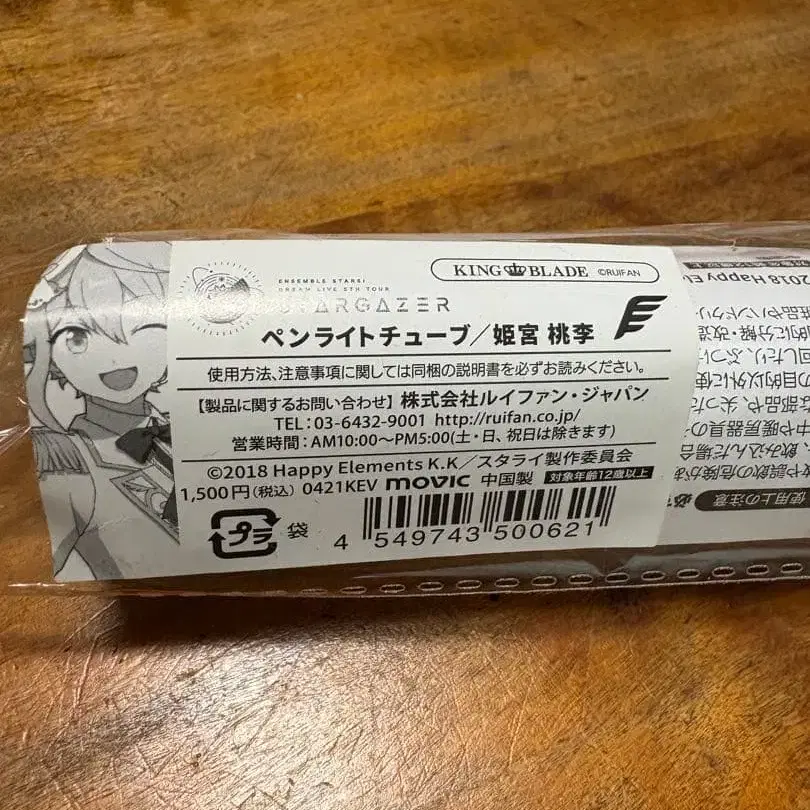 ENSEMBLE STARS!
DREAM LIVE 5TH TOUR
STARGAZER
KING BLADE ©RUIFAN
ペンライトチューブ/姫宮 桃李
使用方法、注意事項に関しては同梱の説明書を必ずお読みください。
【製品に関するお問い合わせ】株式会社ルイファン・ジャパン
TEL:03-6432-9001 http://ruifan.co.jp/
営業時間:AM10:00~PM5:00(土・日、祝日は除きます)
©2018 Happy Elements K.K/スタライ製作委員会
1,500円(税込) 0421KEV movic 中国製 対象年齢12歳以上
プラ 袋
4 549743 500621
使用上の注意
2018 Happy